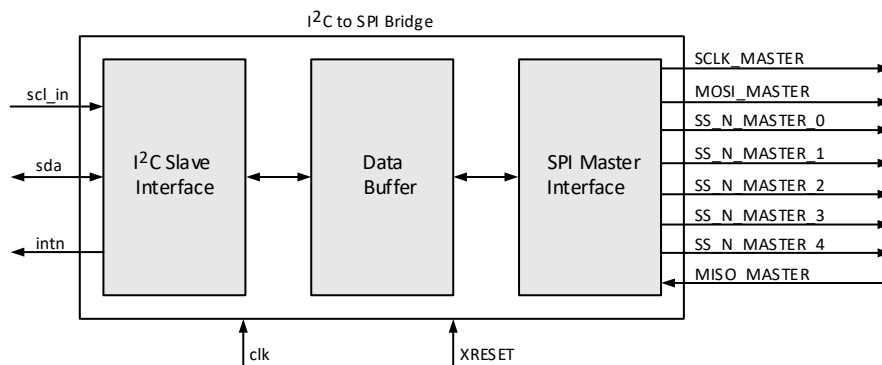 I²C to SPI Bridge
scl_in
sda
intn
I²C Slave
Interface
Data
Buffer
SPI Master
Interface
SCLK_MASTER
MOSI_MASTER
SS_N_MASTER_0
SS_N_MASTER_1
SS_N_MASTER_2
SS_N_MASTER_3
SS_N_MASTER_4
MISO_MASTER
clk
XRESET